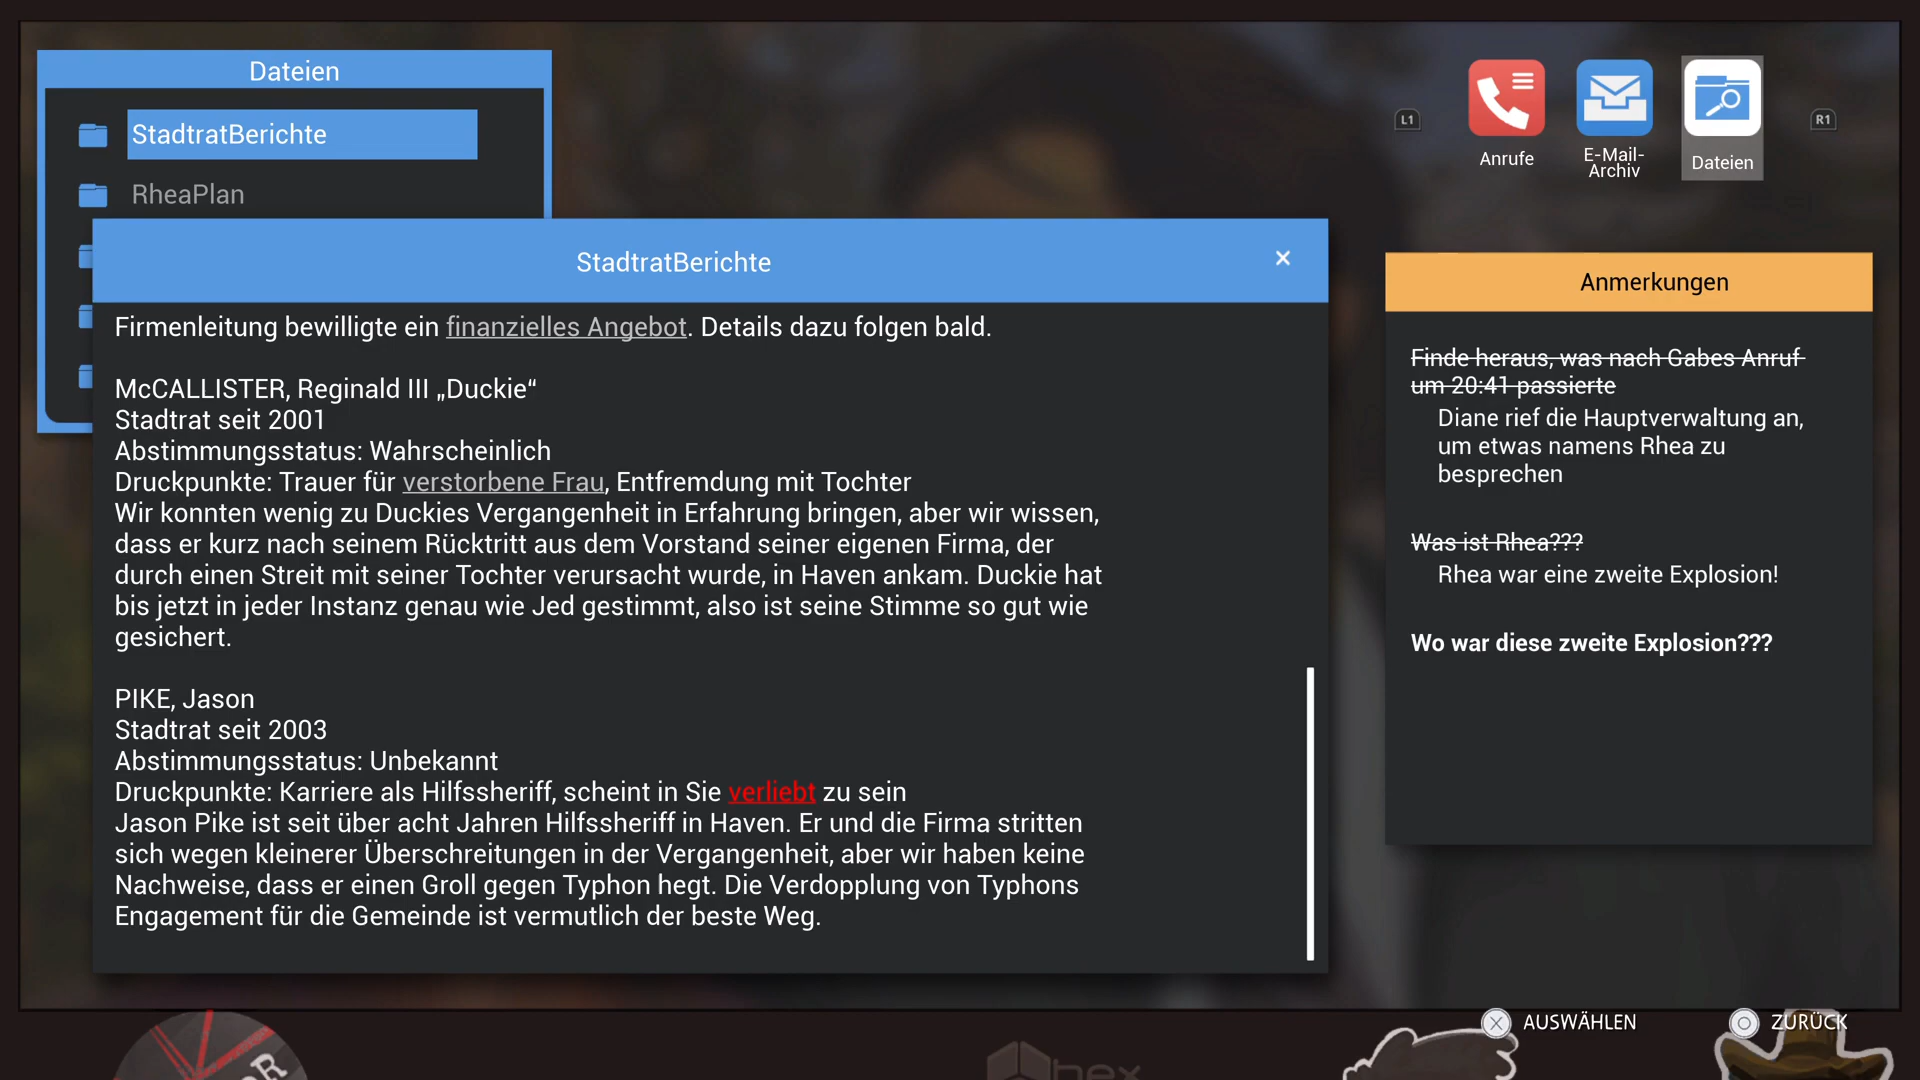 Dateien
StadtratBerichte
RheaPlan
L1
Anrufe
E-Mail-
Archiv
Dateien
R1
StadtratBerichte
×
Firmenleitung bewilligte ein finanzielles Angebot. Details dazu folgen bald.
McCALLISTER, Reginald III „Duckie“
Stadtrat seit 2001
Abstimmungsstatus: Wahrscheinlich
Druckpunkte: Trauer für verstorbene Frau, Entfremdung mit Tochter
Wir konnten wenig zu Duckies Vergangenheit in Erfahrung bringen, aber wir wissen,
dass er kurz nach seinem Rücktritt aus dem Vorstand seiner eigenen Firma, der
durch einen Streit mit seiner Tochter verursacht wurde, in Haven ankam. Duckie hat
bis jetzt in jeder Instanz genau wie Jed gestimmt, also ist seine Stimme so gut wie
gesichert.
PIKE, Jason
Stadtrat seit 2003
Abstimmungsstatus: Unbekannt
Druckpunkte: Karriere als Hilfssheriff, scheint in Sie verliebt zu sein
Jason Pike ist seit über acht Jahren Hilfssheriff in Haven. Er und die Firma stritten
sich wegen kleinerer Überschreitungen in der Vergangenheit, aber wir haben keine
Nachweise, dass er einen Groll gegen Typhon hegt. Die Verdopplung von Typhons
Engagement für die Gemeinde ist vermutlich der beste Weg.
Anmerkungen
Finde heraus, was nach Gabes Anruf
um 20:41 passierte
Diane rief die Hauptverwaltung an,
um etwas namens Rhea zu
besprechen
Was ist Rhea???
Rhea war eine zweite Explosion!
Wo war diese zweite Explosion???
AUSWÄHLEN
ZURÜCK
hex